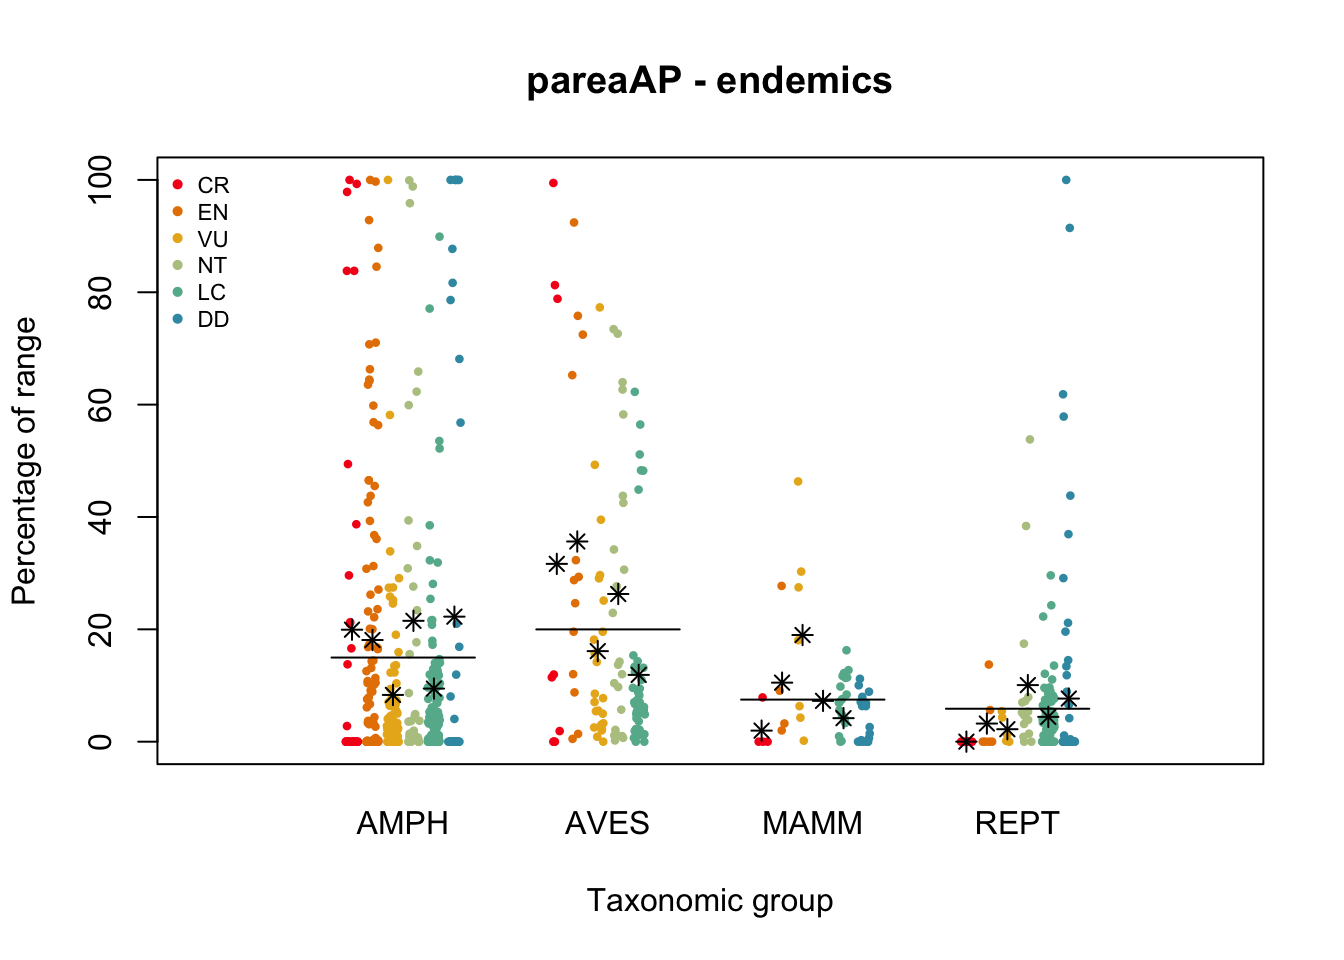 pareaAP - endemics
Percentage of range
100
80
60
40
20
0
CR
EN
VU
NT
LC
DD
AMPH AVES MAMM REPT
Taxonomic group